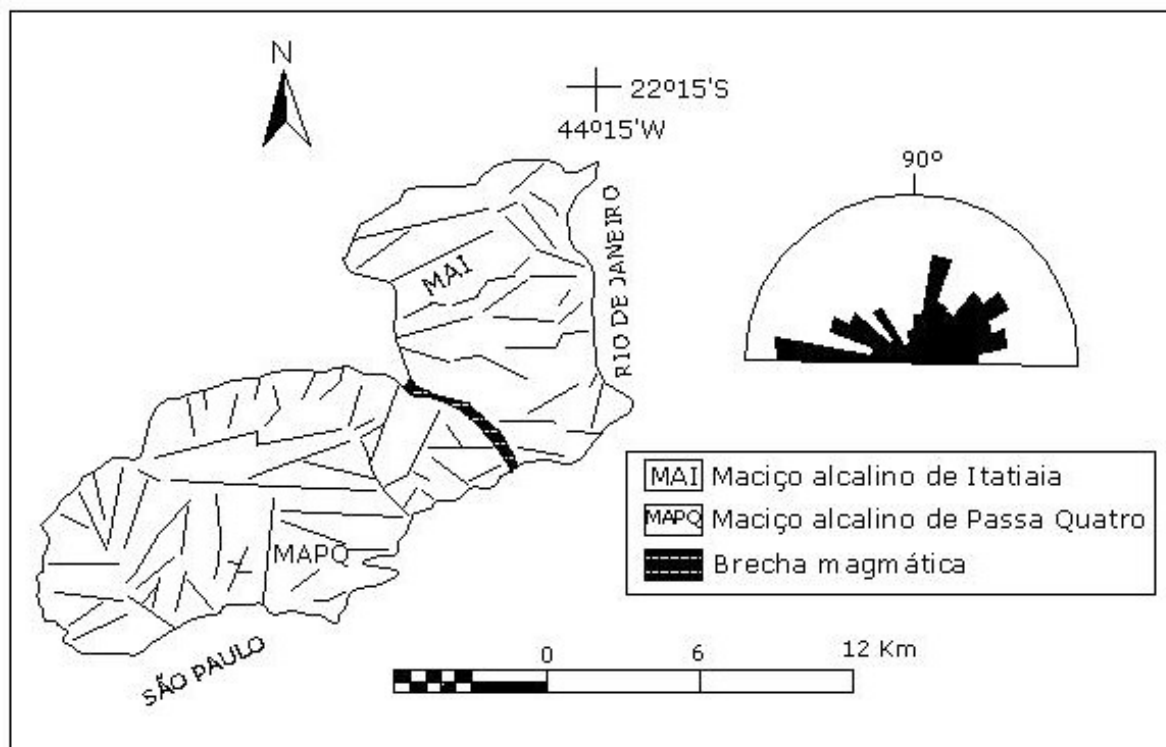 N
22º15'S
44º15'W
90º
RIO DE JANEIRO
MAI
MAPQ
SÃO PAULO
MAI Maciço alcalino de Itatiaia
MAPQ Maciço alcalino de Passa Quatro
Brecha magmática
0 6 12 Km